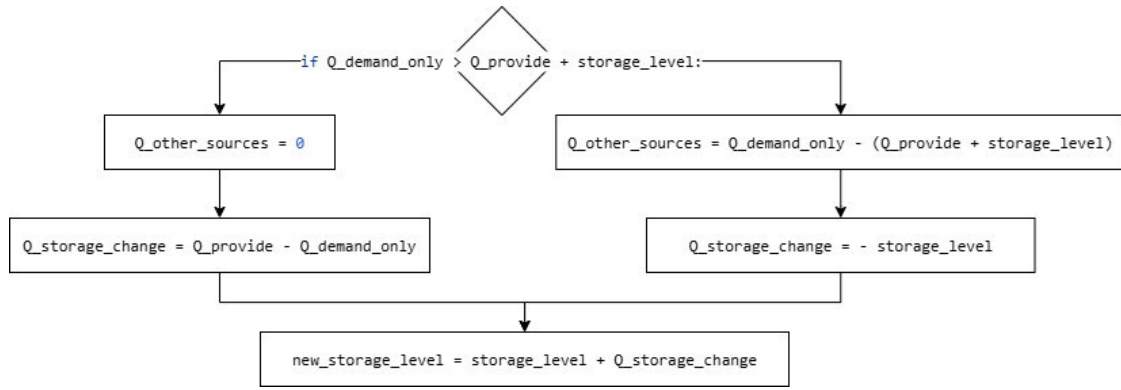 if Q_demand_only > Q_provide + storage_level:
Q_other_sources = 0
Q_other_sources = Q_demand_only - (Q_provide + storage_level)
Q_storage_change = Q_provide - Q_demand_only
Q_storage_change = - storage_level
new_storage_level = storage_level + Q_storage_change